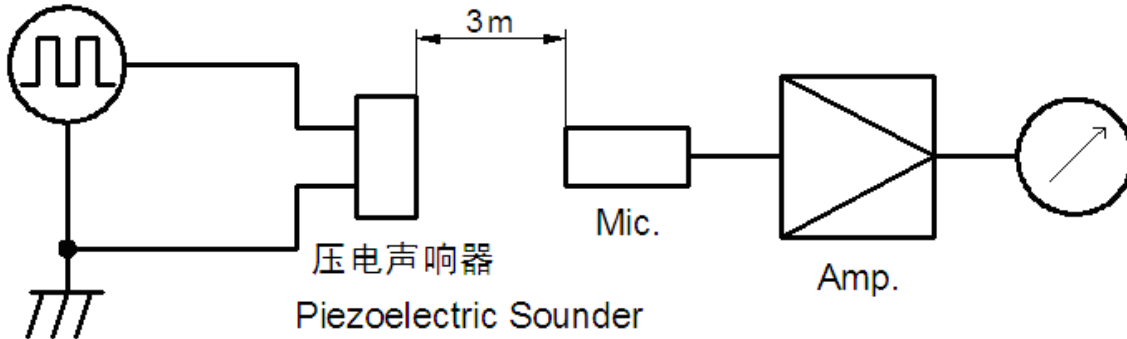 3m
压电声响器
Piezoelectric Sounder
Mic.
Amp.